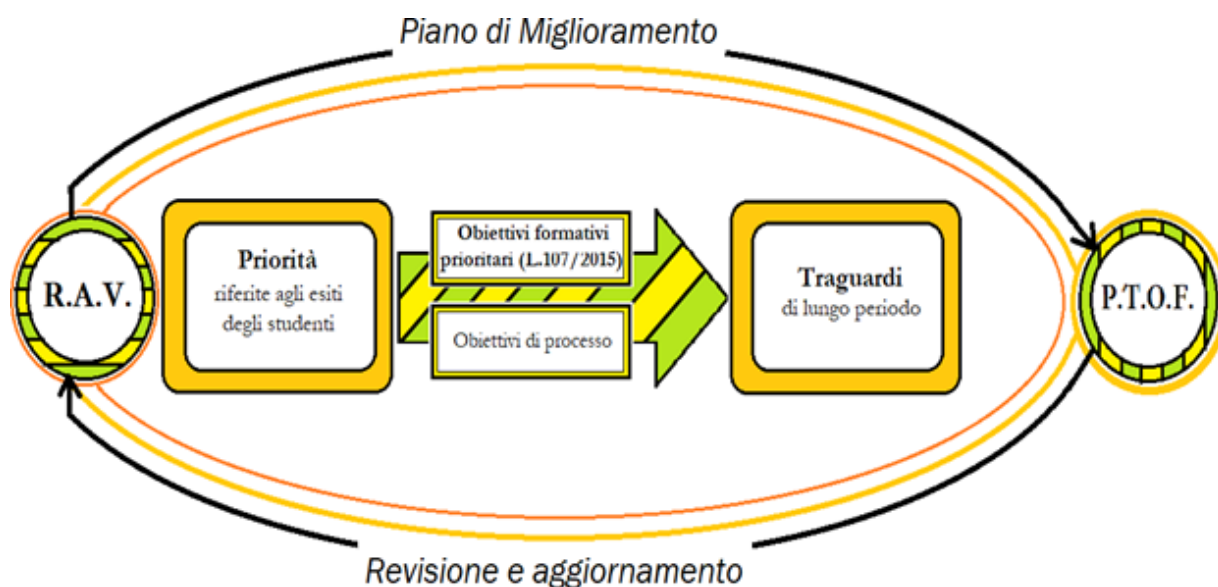 Piano di Miglioramento
R.A.V.
Priorità
riferite agli esiti
degli studenti
Obiettivi formativi
prioritari (L.107/2015)
Obiettivi di processo
Traguardi
di lungo periodo
P.T.O.F.
Revisione e aggiornamento